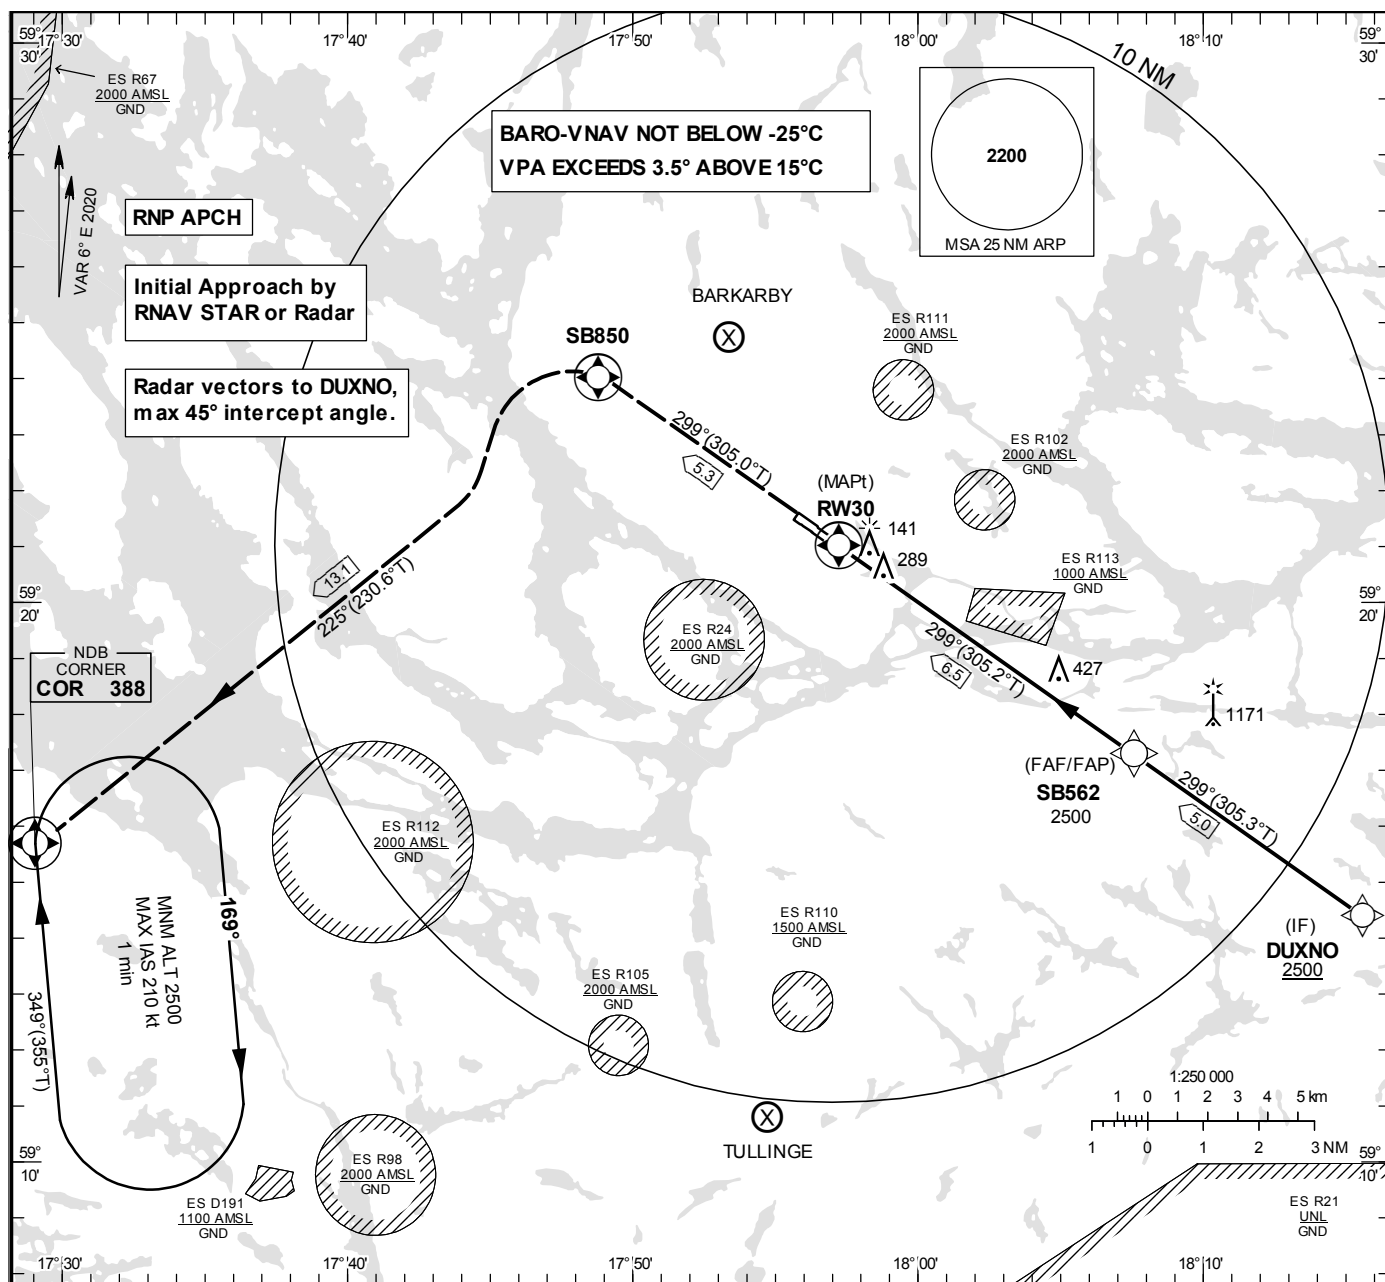 59°
30'
17°30'
17°40'
17°50'
18°00'
18°10'
59°
30'
ES R67
2000 AMSL
GND
10 NM
BARO-VNAV NOT BELOW -25°C
VPA EXCEEDS 3.5° ABOVE 15°C
2200
MSA 25 NM ARP
VAR 6° E 2020
RNP APCH
Initial Approach by
RNAV STAR or Radar
Radar vectors to DUXNO,
max 45° intercept angle.
BARKARBY
X
SB850
ES R111
2000 AMSL
GND
299°(305.0°T)
5.3
ES R102
2000 AMSL
GND
(MAPt)
RW30
141
289
ES R113
1000 AMSL
GND
13.1
225°(230.6°T)
59°
20'
59°
20'
ES R24
2000 AMSL
GND
299°(305.2°T)
6.5
427
1171
NDB
CORNER
COR 388
(FAF/FAP)
SB562
2500
299°(305.3°T)
5.0
ES R112
2000 AMSL
GND
169°
MNM ALT 2500
MAX IAS 210 kt
1 min
349°(355°T)
ES R110
1500 AMSL
GND
(IF)
DUXNO
2500
ES R105
2000 AMSL
GND
X
TULLINGE
1:250 000
1 0 1 2 3 4 5 km
1 0 1 2 3 NM
59°
10'
59°
10'
ES R98
2000 AMSL
GND
ES D191
1100 AMSL
GND
ES R21
UNL
GND
17°30'
17°40'
17°50'
18°00'
18°10'